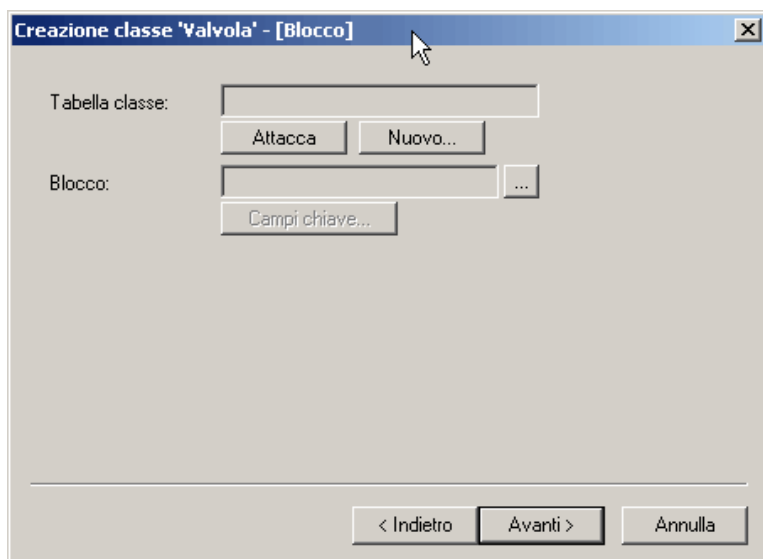 Creazione classe 'Valvola' - [Blocco]
Tabella classe:
Attacca Nuovo...
Blocco: ...
Campi chiave...
< Indietro Avanti > Annulla